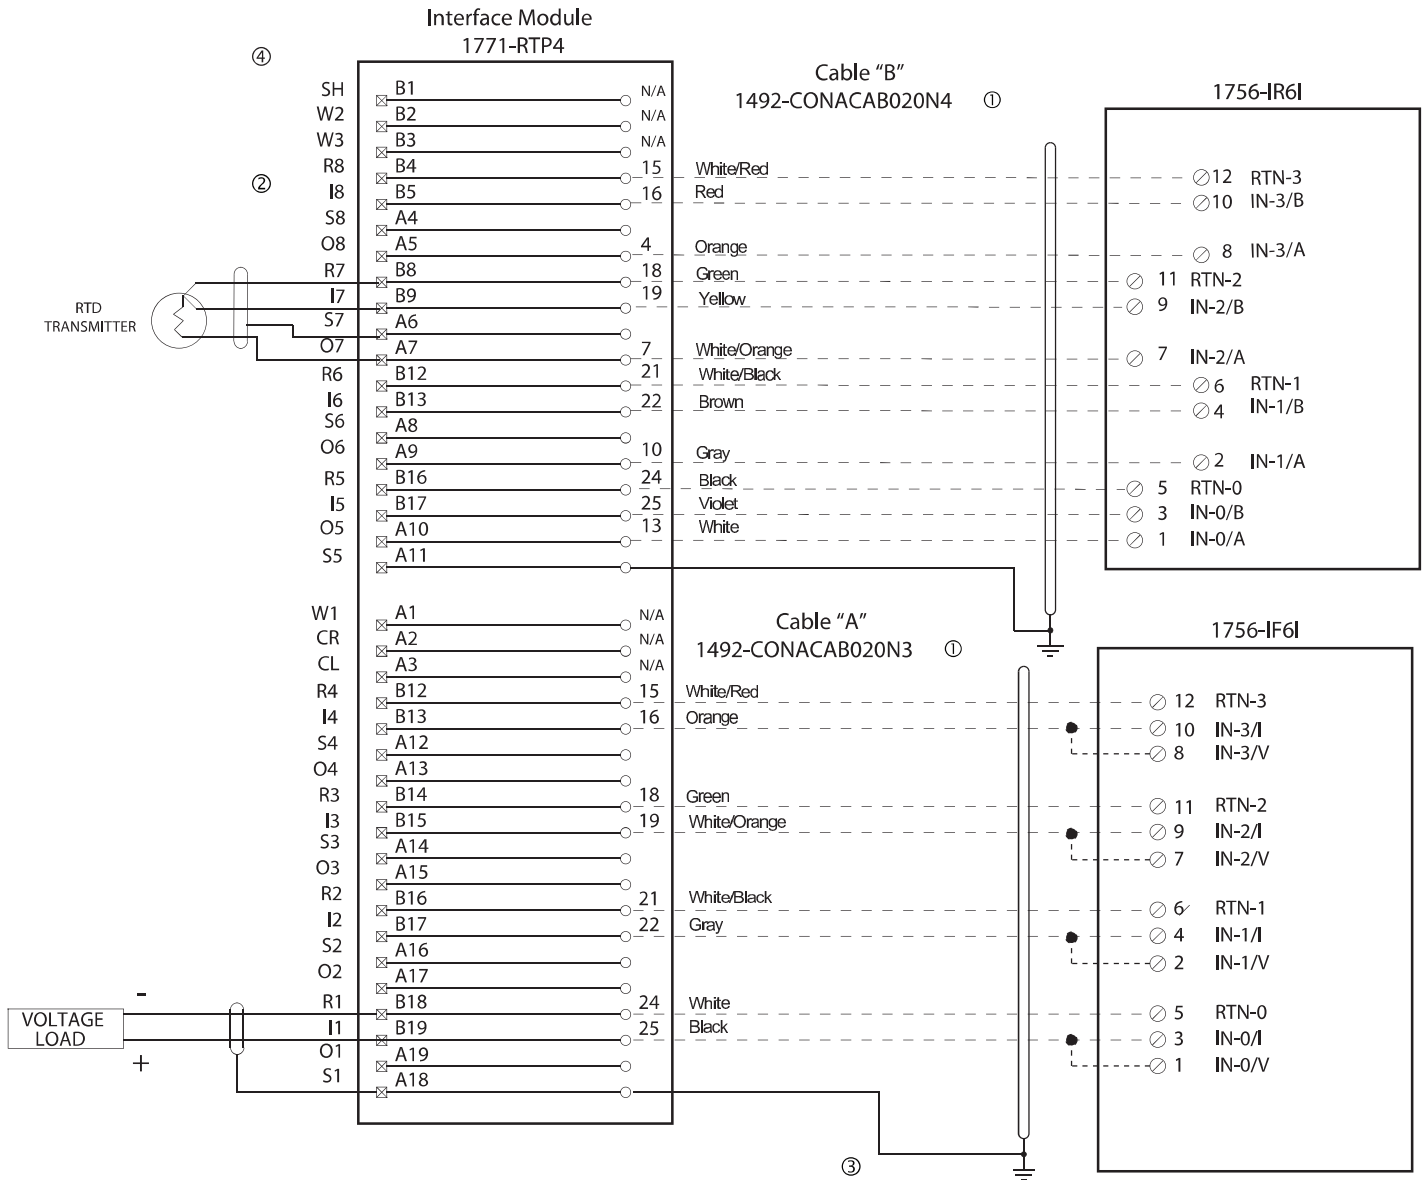 Interface Module
1771-RTP4
④
Cable “B”
1492-CONACAB020N4 ①
1756-IR6I
SH B1 N/A
W2 B2 N/A
W3 B3 N/A
R8 B4 15 White/Red 12 RTN-3
②
I8 B5 16 Red 10 IN-3/B
S8 A4
O8 A5 4 Orange 8 IN-3/A
R7 B8 18 Green 11 RTN-2
I7 B9 19 Yellow 9 IN-2/B
RTD
TRANSMITTER
S7 A6
O7 A7 7 White/Orange 7 IN-2/A
R6 B12 21 White/Black 6 RTN-1
I6 B13 22 Brown 4 IN-1/B
S6 A8
O6 A9 10 Gray 2 IN-1/A
R5 B16 24 Black 5 RTN-0
I5 B17 25 Violet 3 IN-0/B
O5 A10 13 White 1 IN-0/A
S5 A11
Cable “A”
1492-CONACAB020N3 ①
1756-IF6I
W1 A1 N/A
CR A2 N/A
CL A3 N/A
R4 B12 15 White/Red 12 RTN-3
I4 B13 16 Orange 10 IN-3/I
S4 A12 8 IN-3/V
O4 A13
R3 B14 18 Green 11 RTN-2
I3 B15 19 White/Orange 9 IN-2/I
S3 A14 7 IN-2/V
O3 A15
R2 B16 21 White/Black 6 RTN-1
I2 B17 22 Gray 4 IN-1/I
S2 A16 2 IN-1/V
O2 A17
-
R1 B18 24 White 5 RTN-0
VOLTAGE
LOAD
I1 B19 25 Black 3 IN-0/I
+
O1 A19 1 IN-0/V
S1 A18
③